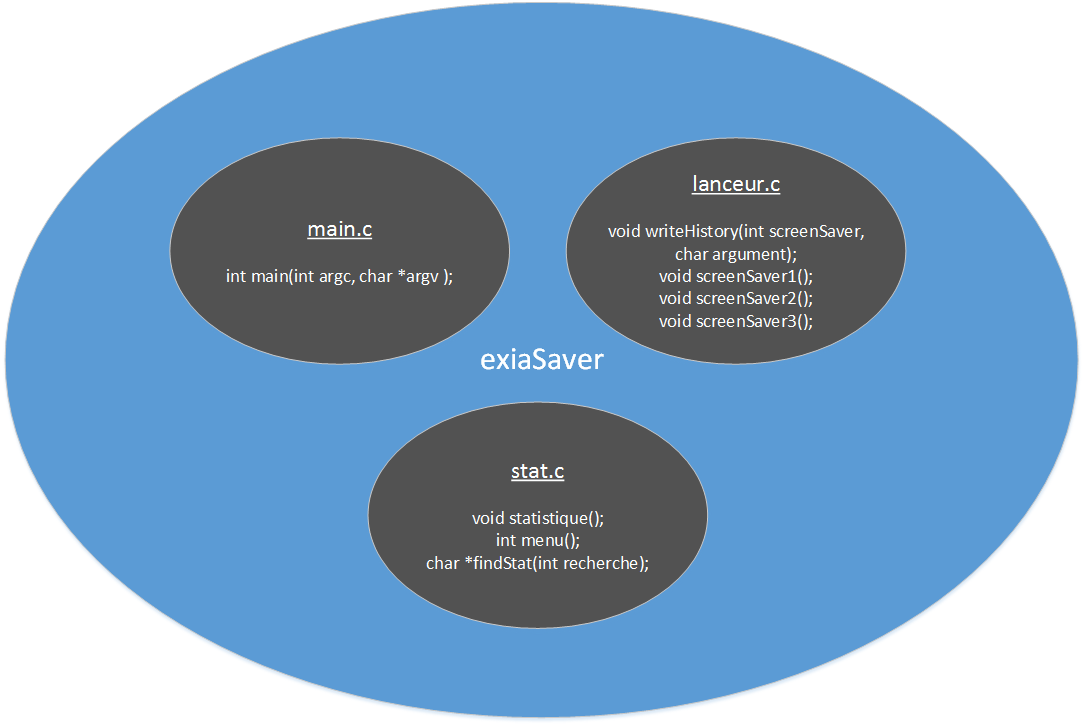 main.c
int main(int argc, char *argv );
lanceur.c
void writeHistory(int screenSaver,
char argument);
void screenSaver1();
void screenSaver2();
void screenSaver3();
exiaSaver
stat.c
void statistique();
int menu();
char *findStat(int recherche);